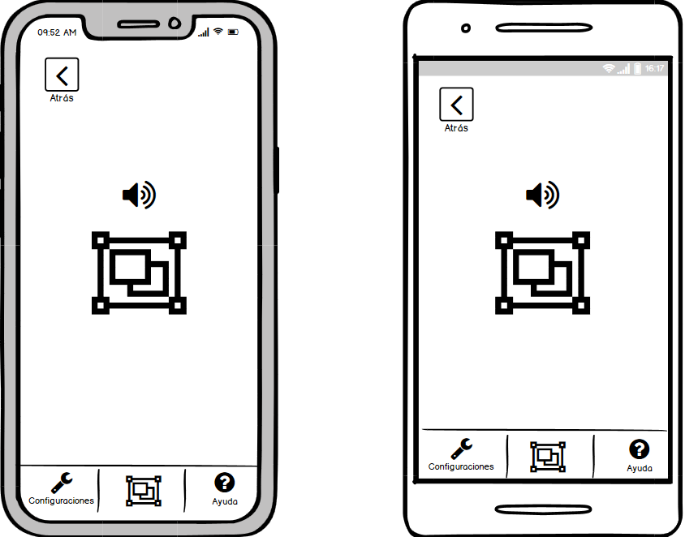 09:52 AM
Atrás
Configuraciones
?
Ayuda
16:17
Atrás
Configuraciones
?
Ayuda